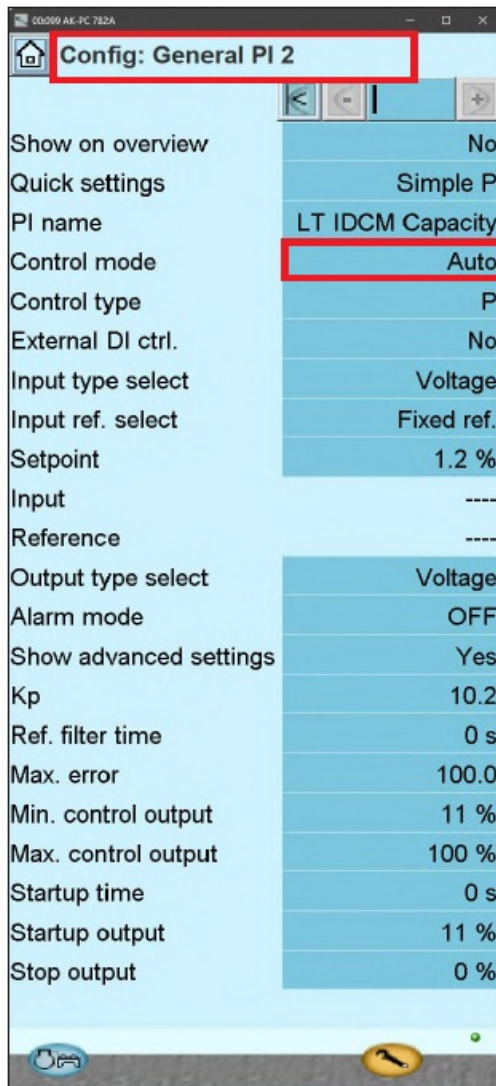 00:099 AK-PC 782A
Config: General PI 2
Show on overview No
Quick settings Simple P
PI name LT IDCM Capacity
Control mode Auto
Control type P
External DI ctrl. No
Input type select Voltage
Input ref. select Fixed ref.
Setpoint 1.2 %
Input ----
Reference ----
Output type select Voltage
Alarm mode OFF
Show advanced settings Yes
Kp 10.2
Ref. filter time 0 s
Max. error 100.0
Min. control output 11 %
Max. control output 100 %
Startup time 0 s
Startup output 11 %
Stop output 0 %